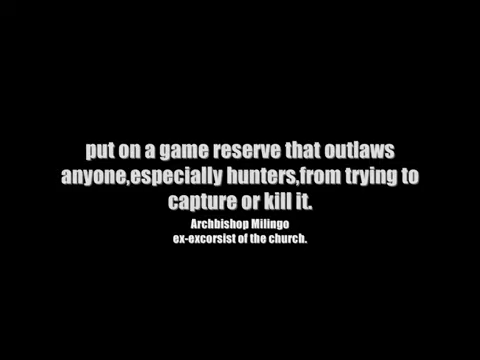 put on a game reserve that outlaws
anyone,especially hunters,from trying to
capture or kill it.
Archbishop Milingo
ex-excorsist of the church.